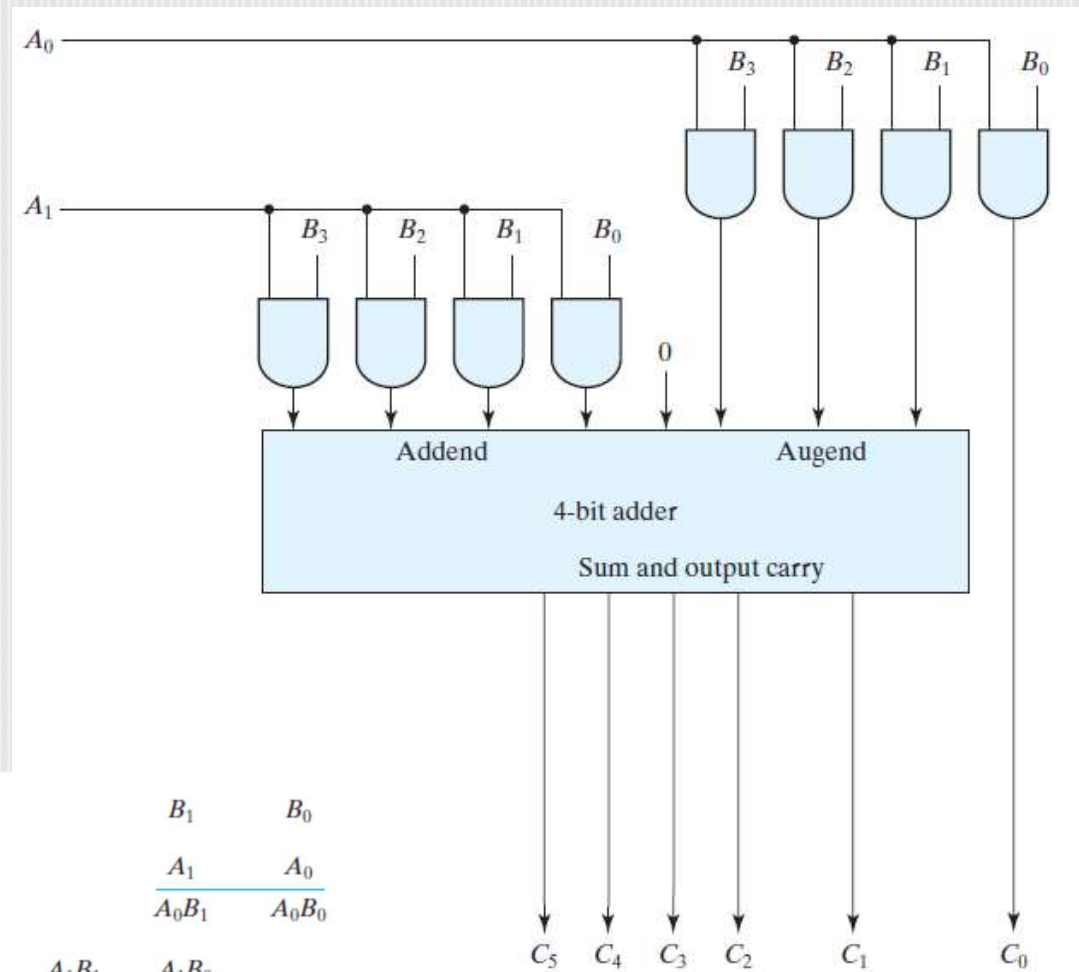 A₀
B₃ B₂ B₁ B₀
A₁
B₃ B₂ B₁ B₀
0
Addend Augend
4-bit adder
Sum and output carry
B₁ B₀
A₁ A₀
A₀B₁ A₀B₀
C₅ C₄ C₃ C₂ C₁ C₀